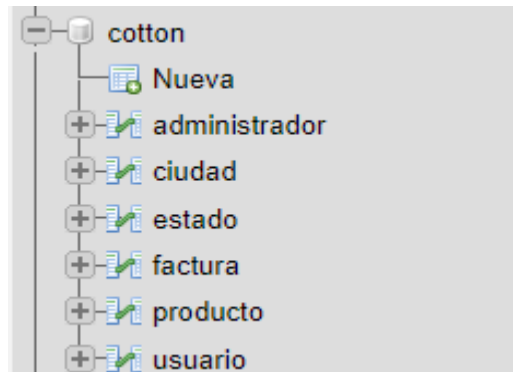 cotton
Nueva
administrador
ciudad
estado
factura
producto
usuario